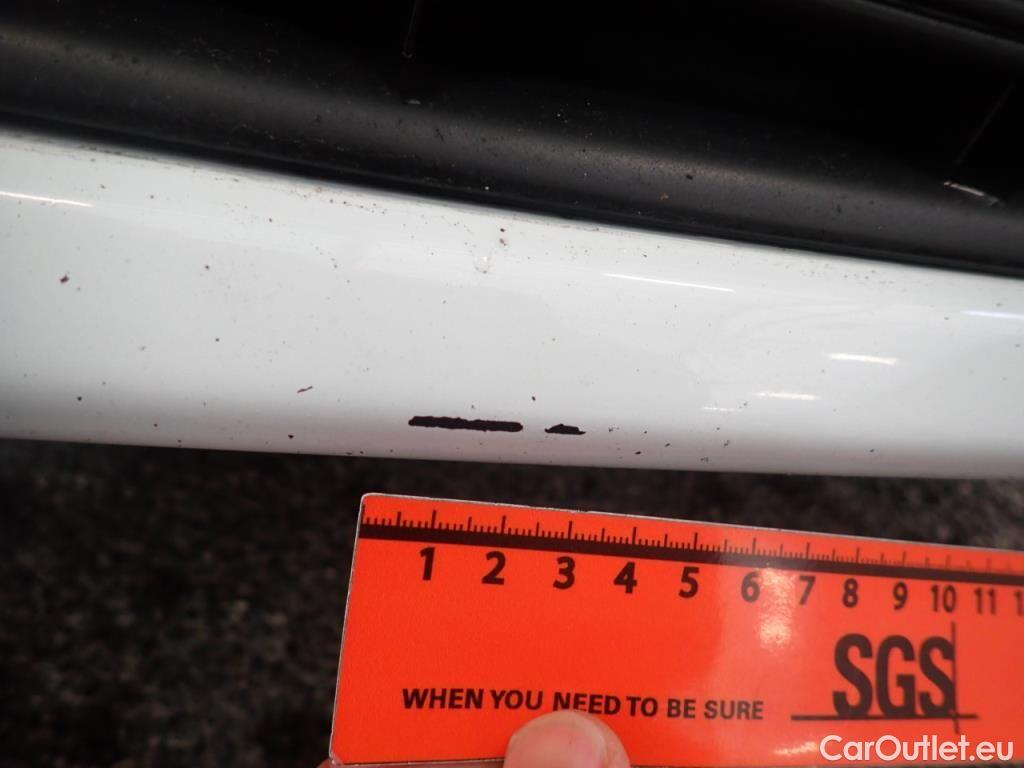 1 2 3 4 5 6 7 8 9 10 11
SGS
WHEN YOU NEED TO BE SURE
CarOutlet.eu